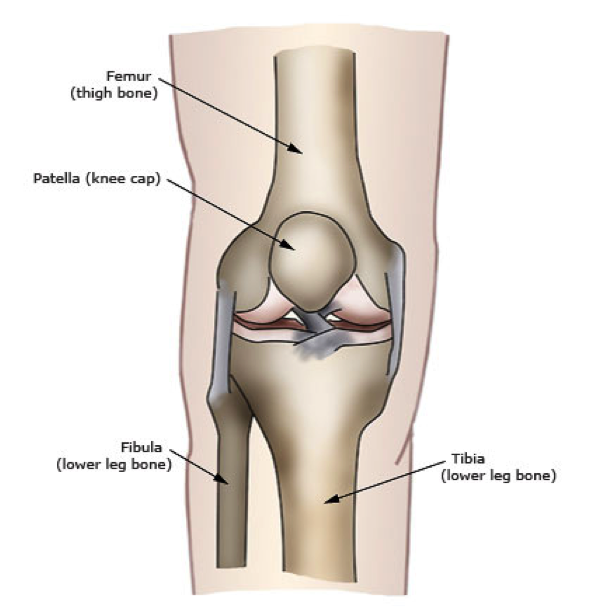 Femur
(thigh bone)
Patella (knee cap)
Fibula
(lower leg bone)
Tibia
(lower leg bone)